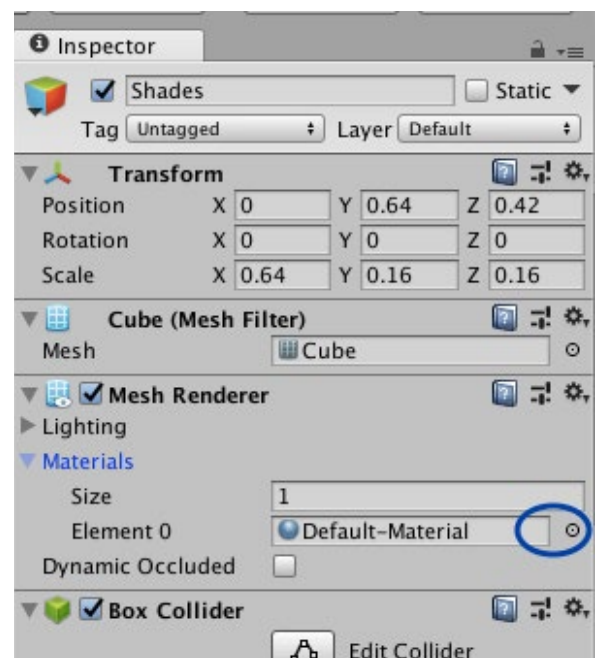 Inspector
Shades Static
Tag Untagged Layer Default
Transform
Position X 0 Y 0.64 Z 0.42
Rotation X 0 Y 0 Z 0
Scale X 0.64 Y 0.16 Z 0.16
Cube (Mesh Filter)
Mesh Cube
Mesh Renderer
Lighting
Materials
Size 1
Element 0 Default-Material
Dynamic Occluded
Box Collider
Edit Collider